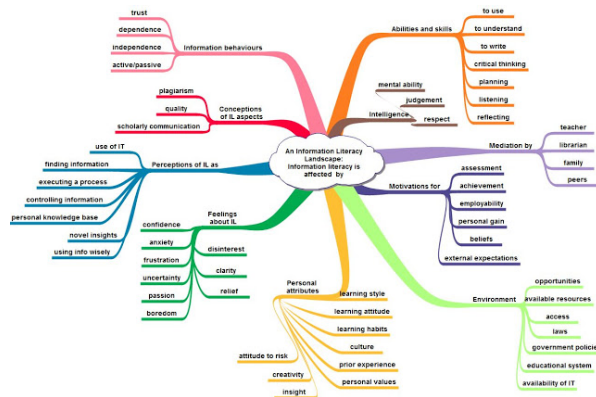 An Information Literacy
Landscape:
Information literacy is
affected by
Information behaviours
trust
dependence
independence
active/passive
Conceptions
of IL aspects
plagiarism
quality
scholarly communication
Perceptions of IL as
use of IT
finding information
executing a process
controlling information
personal knowledge base
novel insights
using info wisely
Feelings
about IL
confidence
anxiety
frustration
uncertainty
passion
boredom
disinterest
clarity
relief
Personal
attributes
learning style
learning attitude
learning habits
culture
prior experience
personal values
attitude to risk
creativity
insight
Abilities and skills
to use
to understand
to write
critical thinking
planning
listening
reflecting
Intelligence
mental ability
judgement
respect
Mediation by
teacher
librarian
family
peers
Motivations for
assessment
achievement
employability
personal gain
beliefs
external expectations
Environment
opportunities
available resources
access
laws
government policie
educational system
availability of IT